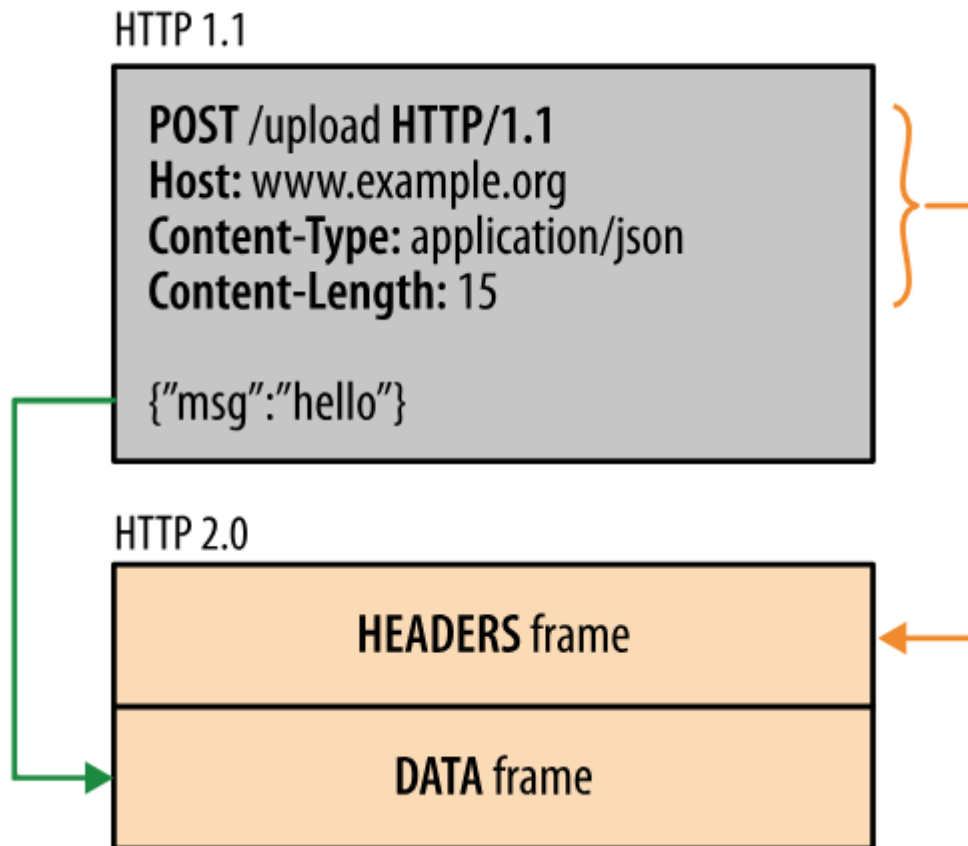 HTTP 1.1
POST /upload HTTP/1.1
Host: www.example.org
Content-Type: application/json
Content-Length: 15
{”msg”:”hello”}
HTTP 2.0
HEADERS frame
DATA frame